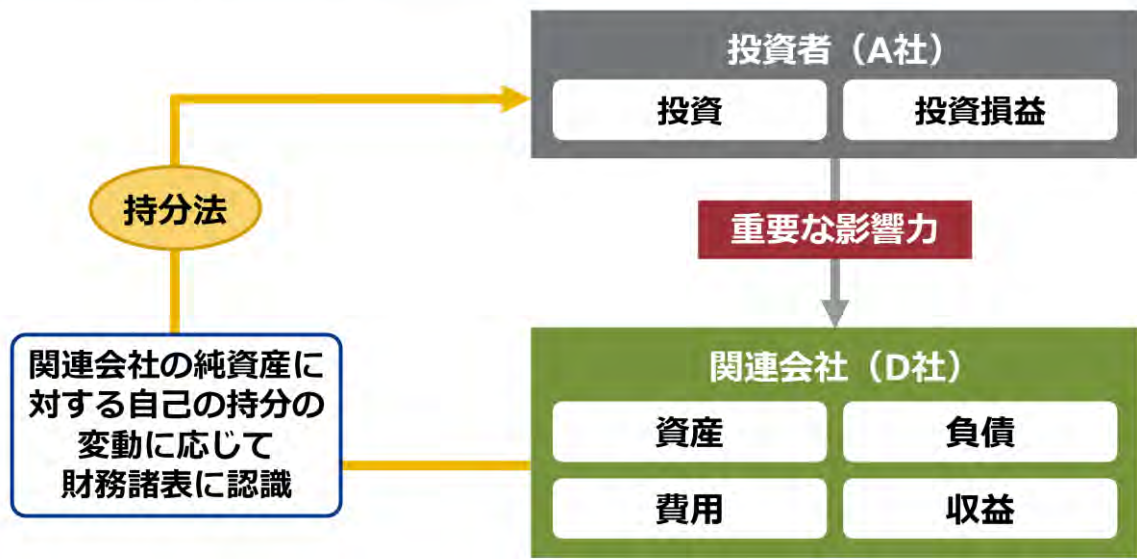 投資者（A社）
投資
投資損益
持分法
重要な影響力
関連会社の純資産に
対する自己の持分の
変動に応じて
財務諸表に認識
関連会社（D社）
資産
負債
費用
収益